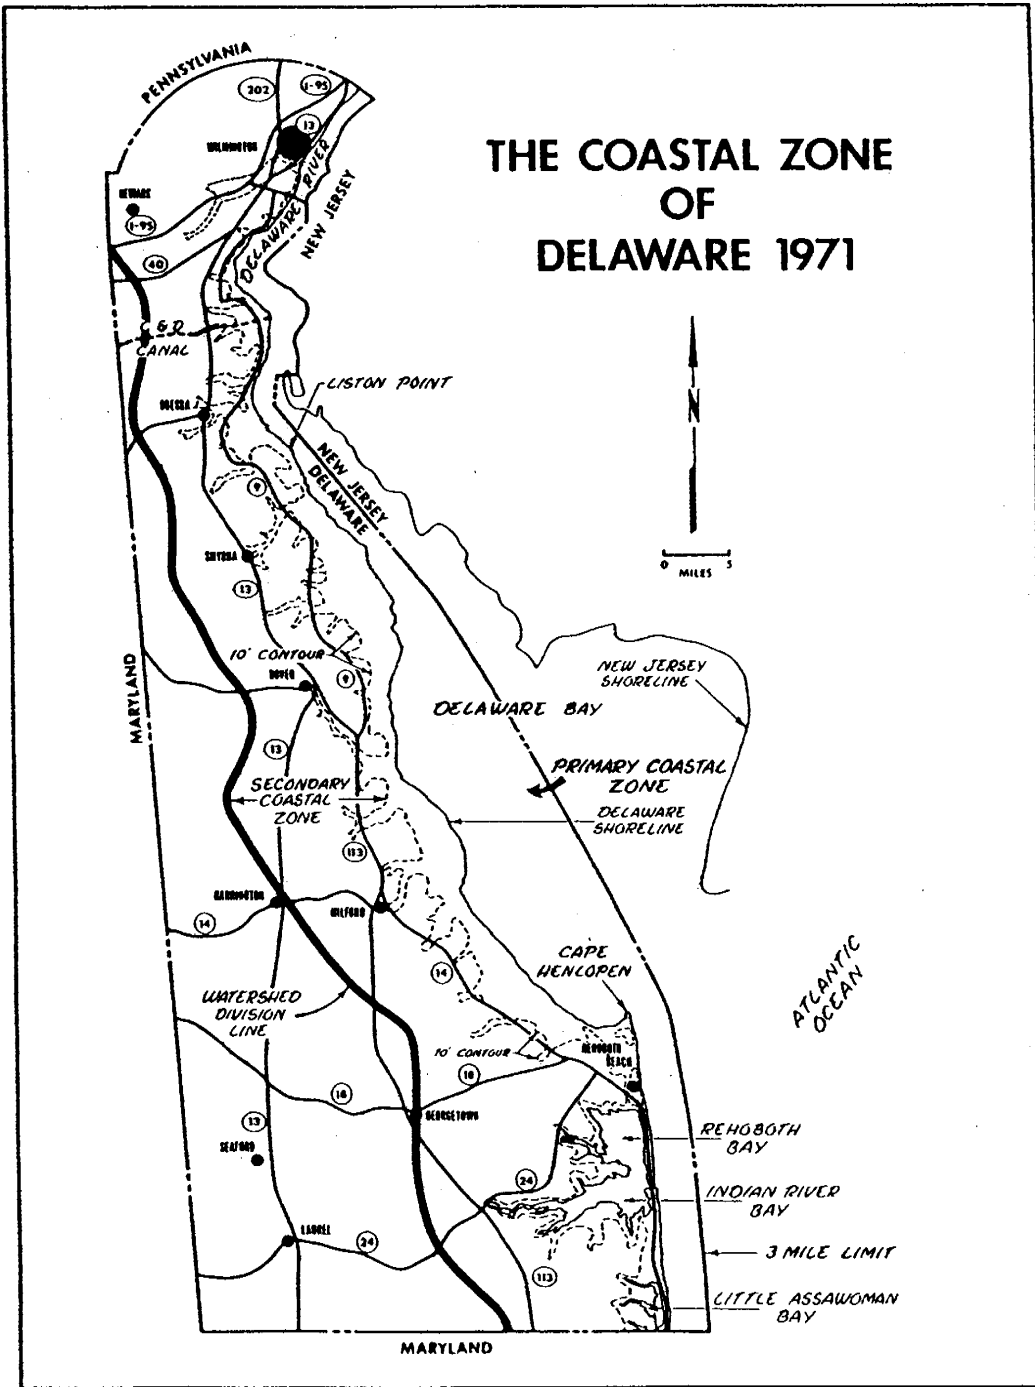 THE COASTAL ZONE
OF
DELAWARE 1971
PENNSYLVANIA
202
I-95
13
WILMINGTON
NEWARK
I-95
40
DELAWARE RIVER
NEW JERSEY
C & D
CANAL
ODESSA
LISTON POINT
NEW JERSEY
DELAWARE
N
0 5
MILES
9
SMYRNA
13
10' CONTOUR
DOVER
9
MARYLAND
NEW JERSEY
SHORELINE
DELAWARE BAY
13
PRIMARY COASTAL
ZONE
SECONDARY
COASTAL
ZONE
DELAWARE
SHORELINE
113
HARRINGTON
MILFORD
14
14
CAPE
HENLOPEN
ATLANTIC
OCEAN
WATERSHED
DIVISION
LINE
10' CONTOUR
REHOBOTH
BEACH
18
18
GEORGETOWN
13
SEAFORD
REHOBOTH
BAY
24
INDIAN RIVER
BAY
LAUREL
24
3 MILE LIMIT
113
LITTLE ASSAWOMAN
BAY
MARYLAND